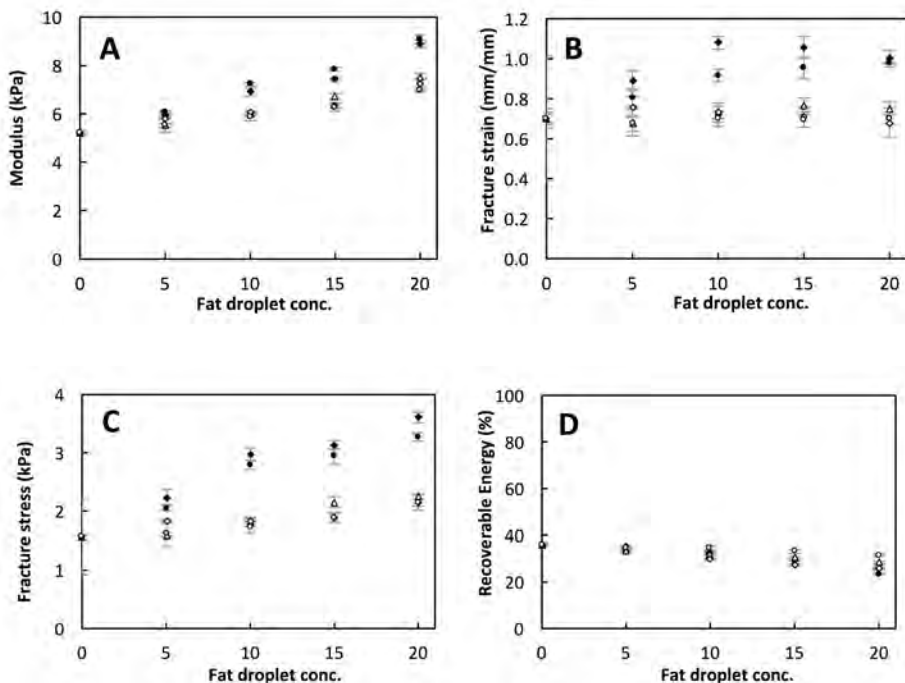 A
Modulus (kPa)
10
8
6
4
2
0
0 5 10 15 20
Fat droplet conc.
B
Fracture strain (mm/mm)
1.2
1.0
0.8
0.6
0.4
0.2
0.0
0 5 10 15 20
Fat droplet conc.
C
Fracture stress (kPa)
4
3
2
1
0
0 5 10 15 20
Fat droplet conc.
D
Recoverable Energy (%)
100
80
60
40
20
0
0 5 10 15 20
Fat droplet conc.